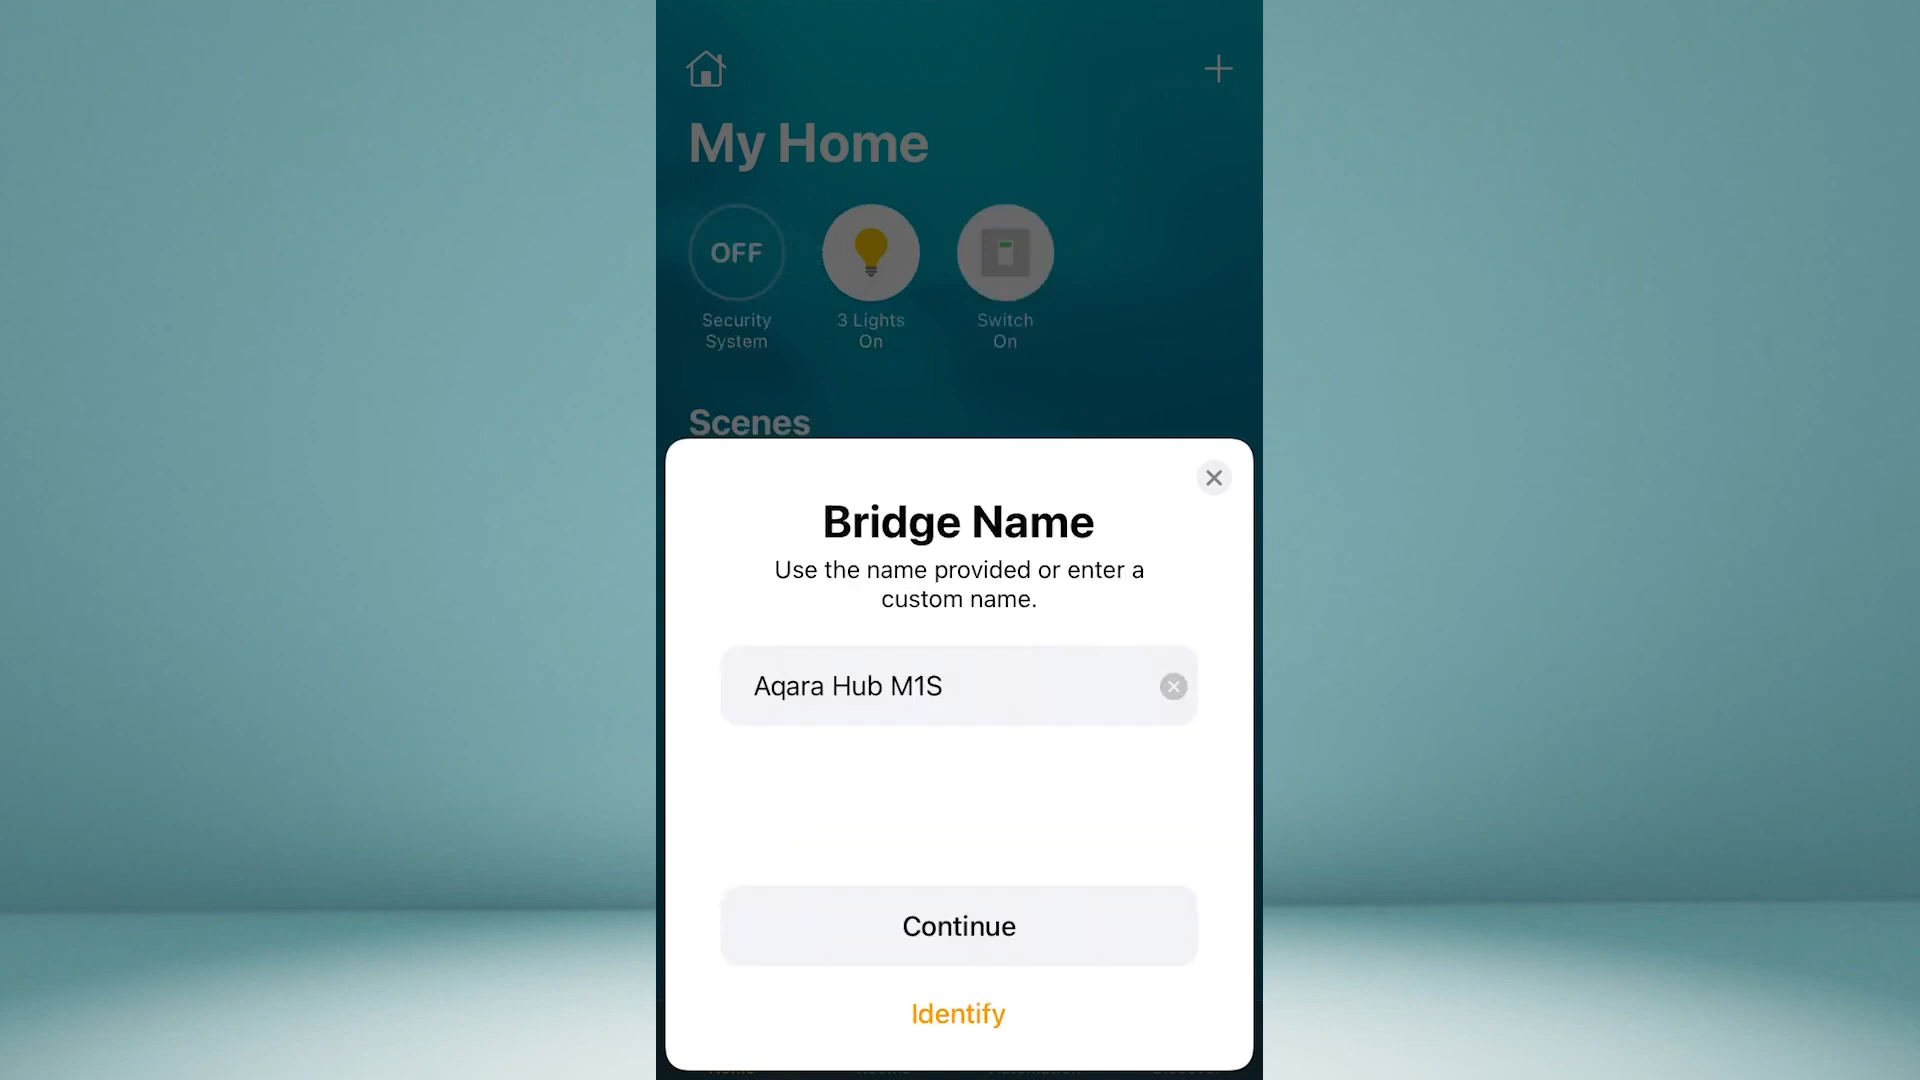 My Home
OFF
Security
System
3 Lights
On
Switch
On
Scenes
Bridge Name
Use the name provided or enter a
custom name.
Aqara Hub M1S
Continue
Identify